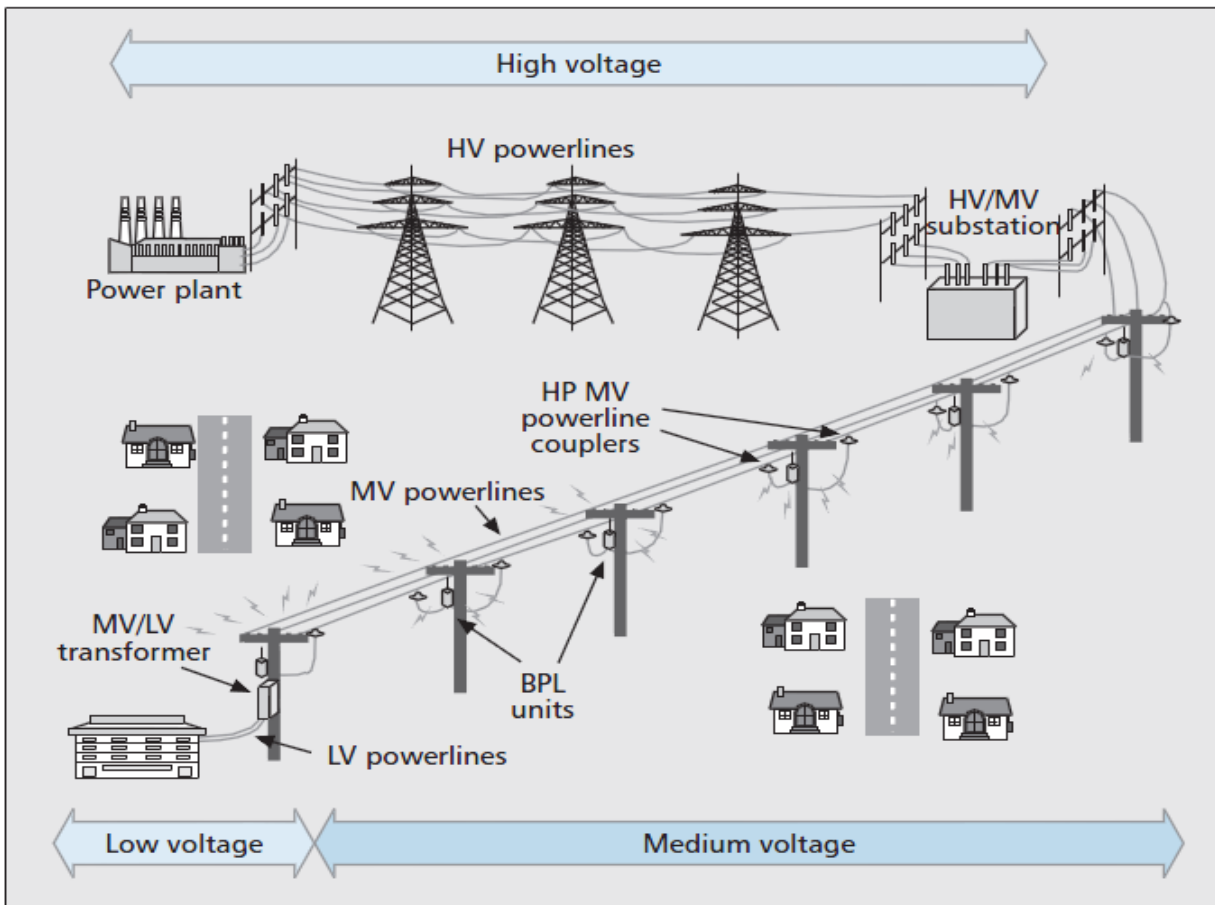 High voltage
HV powerlines
HV/MV
substation
Power plant
HP MV
powerline
couplers
MV powerlines
MV/LV
transformer
BPL
units
LV powerlines
Low voltage
Medium voltage